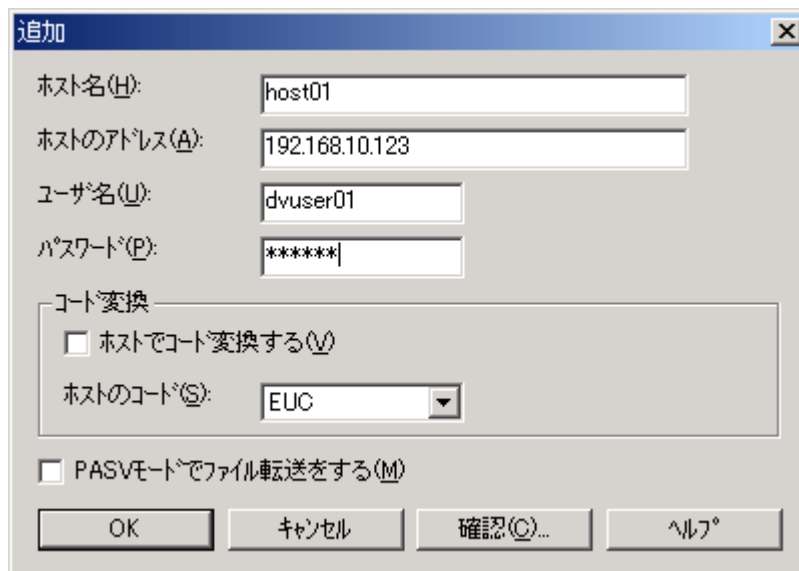 追加
ホスト名(H): host01
ホストのアドレス(A): 192.168.10.123
ユーザ名(U): dvuser01
パスワード(P): ******
コード変換
ホストでコード変換する(V)
ホストのコード(S): EUC
PASVモードでファイル転送をする(M)
OK キャンセル 確認(C)... ヘルプ